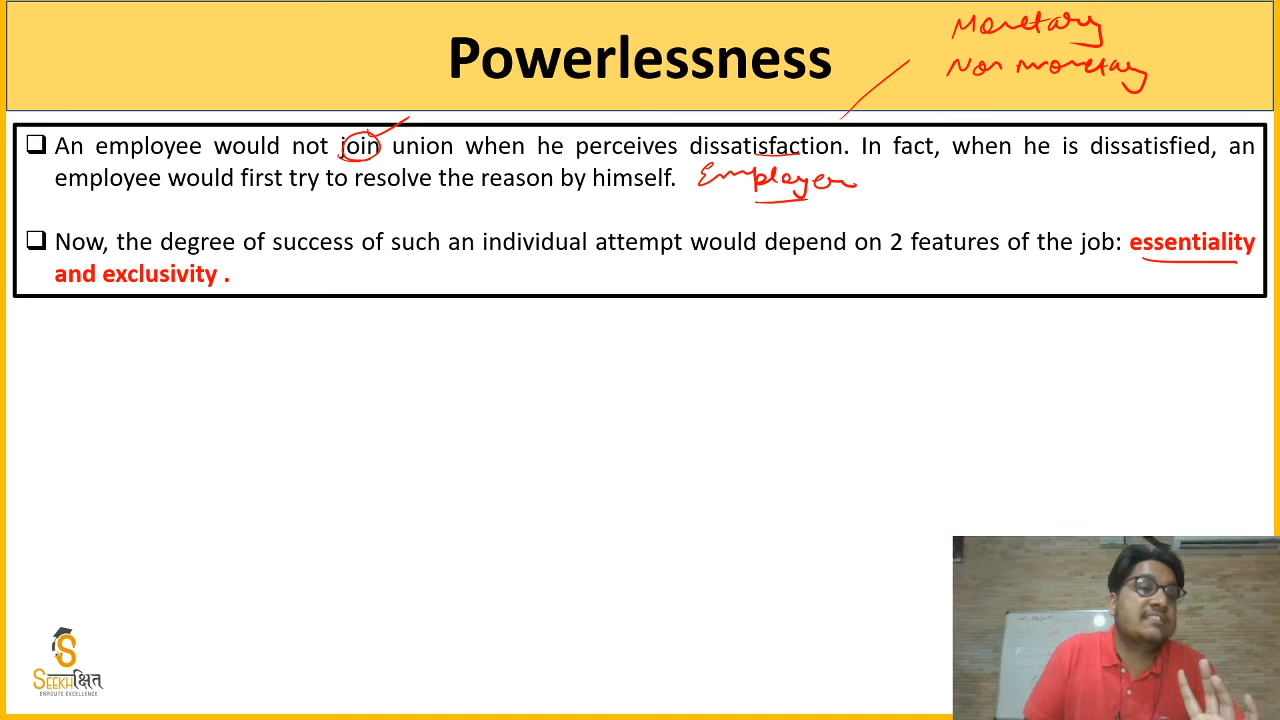 Powerlessness
Monetary
Non monetary
❑ An employee would not join union when he perceives dissatisfaction. In fact, when he is dissatisfied, an
employee would first try to resolve the reason by himself.
Employer
❑ Now, the degree of success of such an individual attempt would depend on 2 features of the job: essentiality
and exclusivity .
S
SEEKHक्षित
ENROUTE EXCELLENCE